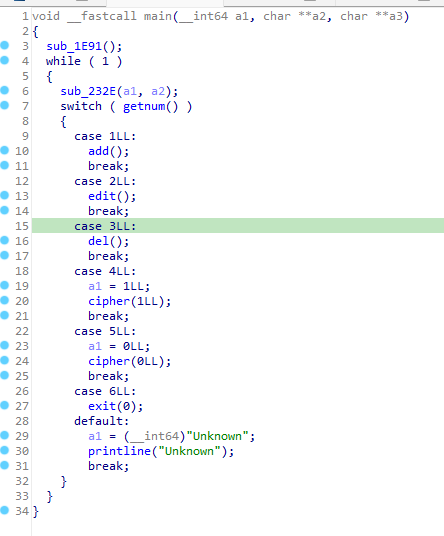 1 void __fastcall main(__int64 a1, char **a2, char **a3)
2 {
3   sub_1E91();
4   while ( 1 )
5   {
6     sub_232E(a1, a2);
7     switch ( getnum() )
8     {
9       case 1LL:
10         add();
11         break;
12       case 2LL:
13         edit();
14         break;
15       case 3LL:
16         del();
17         break;
18       case 4LL:
19         a1 = 1LL;
20         cipher(1LL);
21         break;
22       case 5LL:
23         a1 = 0LL;
24         cipher(0LL);
25         break;
26       case 6LL:
27         exit(0);
28       default:
29         a1 = (__int64)"Unknown";
30         printline("Unknown");
31         break;
32     }
33   }
34 }